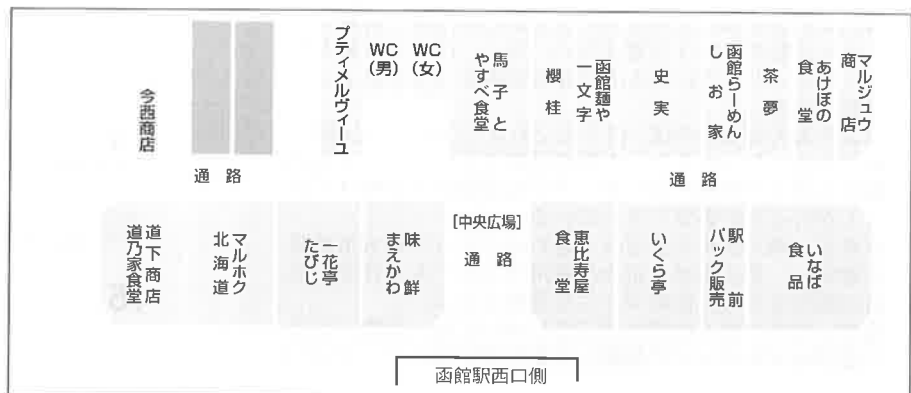 今西商店
プティメルヴィーユ
WC
(男)
WC
(女)
馬子と
やすべ食堂
櫻桂
函館麺や
一文字
史実
函館らーめん
しお家
茶夢
あけぼの
食堂
マルジュウ
商店
通路
通路
道下商店
道乃家食堂
マルホク
北海道
一花亭
たびじ
味鮮
まえかわ
[中央広場]
通路
恵比寿屋
食堂
いくら亭
駅前
パック販売
いなば
食品
函館駅西口側